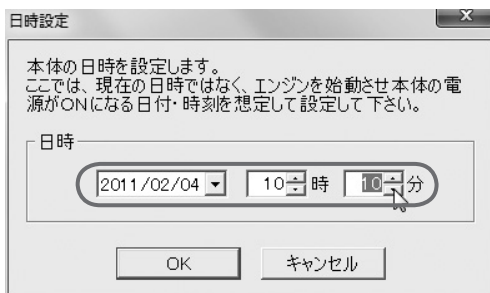 日時設定
本体の日時を設定します。
ここでは、現在の日時ではなく、エンジンを始動させ本体の電
源がONになる日付・時刻を想定して設定して下さい。
日時
2011/02/04 10 時 10 分
OK キャンセル